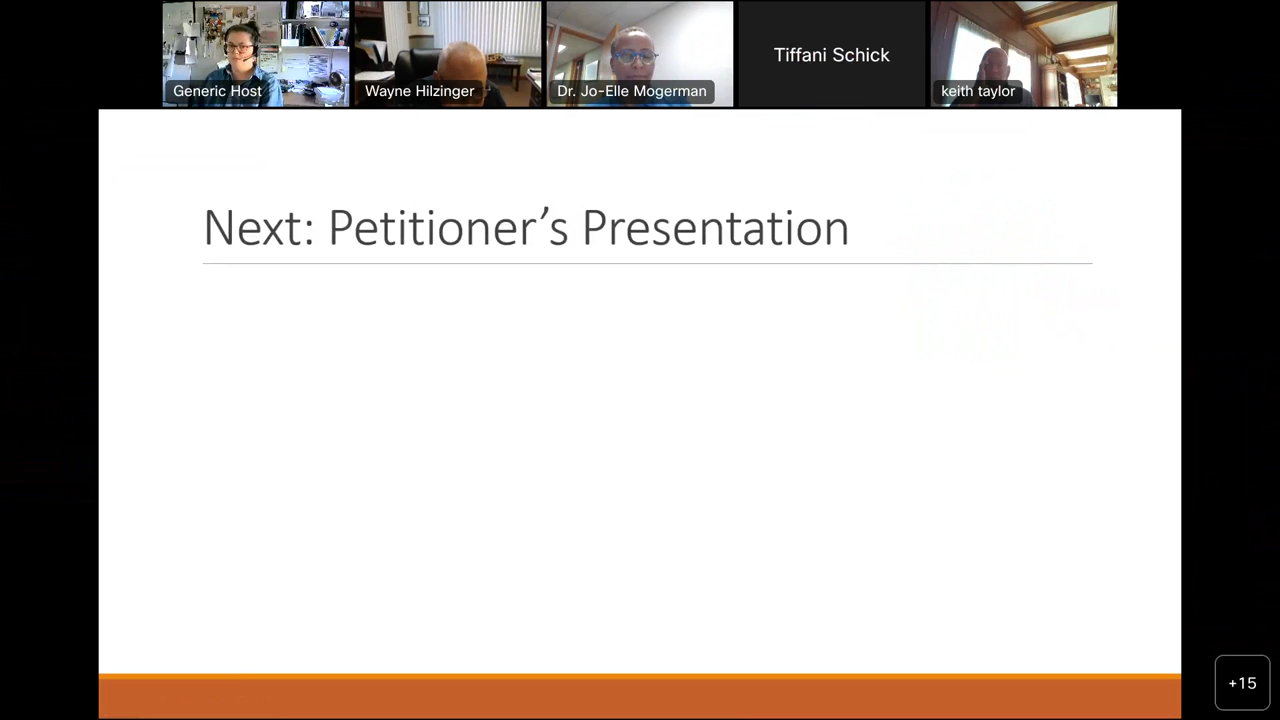 Generic Host
Wayne Hilzinger
Dr. Jo-Elle Mogerman
Tiffani Schick
keith taylor
Next: Petitioner’s Presentation
+15